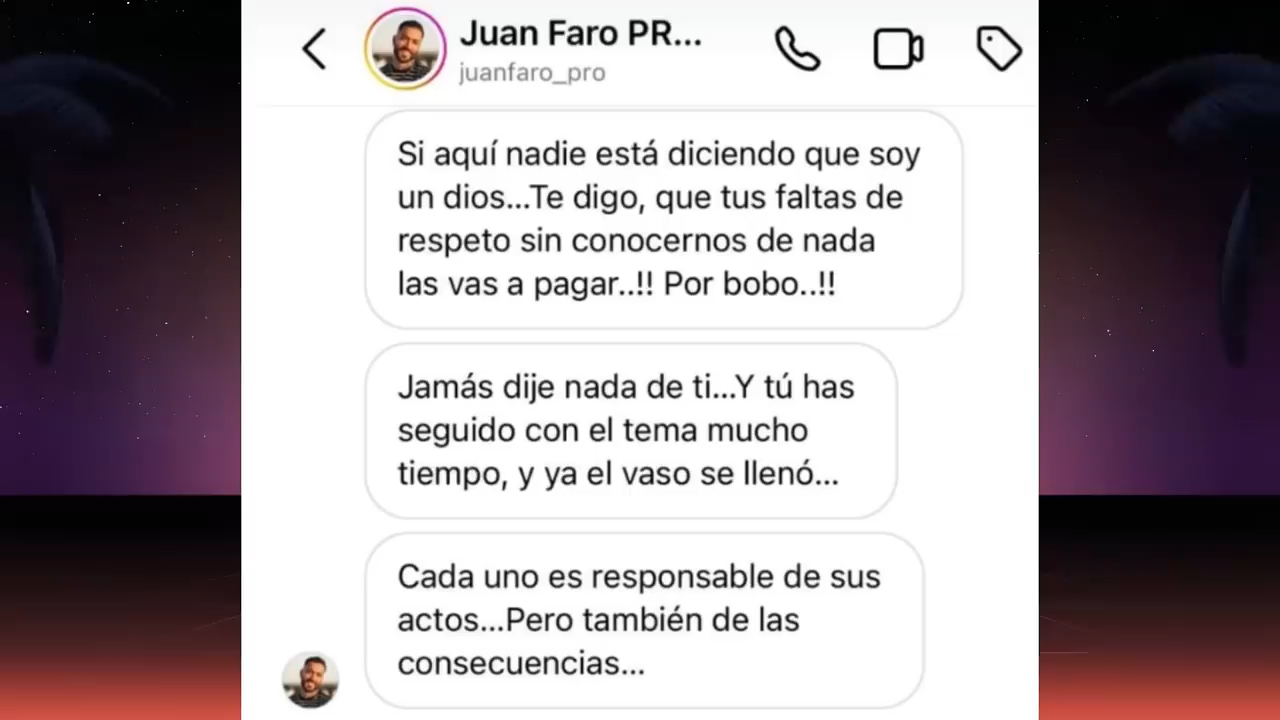 Juan Faro PR...
juanfaro_pro
Si aquí nadie está diciendo que soy
un dios...Te digo, que tus faltas de
respeto sin conocernos de nada
las vas a pagar..!! Por bobo..!!
Jamás dije nada de ti...Y tú has
seguido con el tema mucho
tiempo, y ya el vaso se llenó...
Cada uno es responsable de sus
actos...Pero también de las
consecuencias...